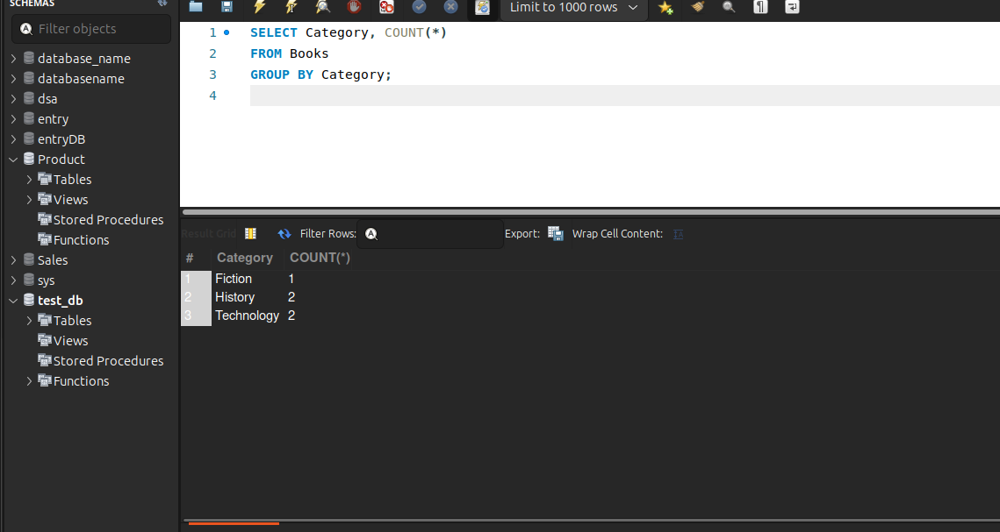 SCHEMAS
Filter objects
database_name
databasename
dsa
entry
entryDB
Product
Tables
Views
Stored Procedures
Functions
Sales
sys
test_db
Tables
Views
Stored Procedures
Functions
Limit to 1000 rows
1 SELECT Category, COUNT(*)
2 FROM Books
3 GROUP BY Category;
4
Result Grid Filter Rows: Export: Wrap Cell Content: IA
# Category COUNT(*)
1 Fiction 1
2 History 2
3 Technology 2